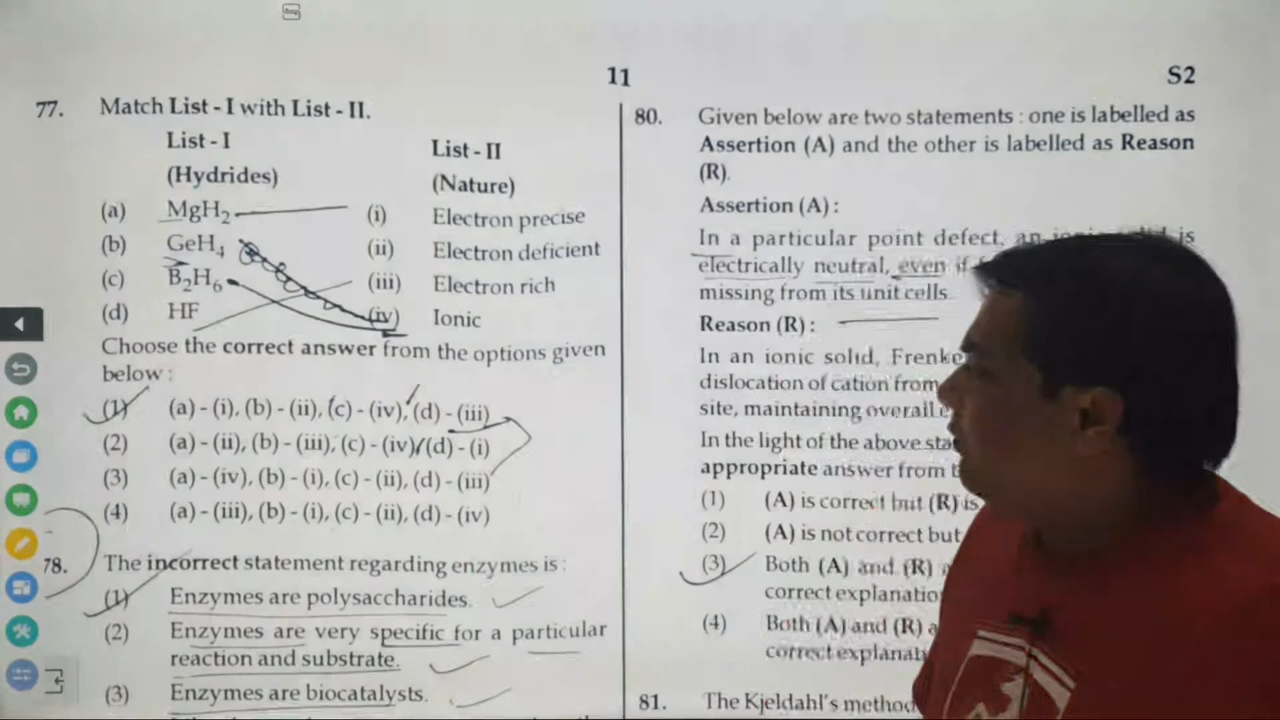 11
S2
77. Match List - I with List - II.
List - I
List - II
(Hydrides)
(Nature)
(a) MgH2 (i) Electron precise
(b) GeH4 (ii) Electron deficient
(c) B2H6 (iii) Electron rich
(d) HF (iv) Ionic
Choose the correct answer from the options given
below :
(1) (a) - (i), (b) - (ii), (c) - (iv), (d) - (iii)
(2) (a) - (ii), (b) - (iii), (c) - (iv), (d) - (i)
(3) (a) - (iv), (b) - (i), (c) - (ii), (d) - (iii)
(4) (a) - (iii), (b) - (i), (c) - (ii), (d) - (iv)
78. The incorrect statement regarding enzymes is :
(1) Enzymes are polysaccharides.
(2) Enzymes are very specific for a particular
reaction and substrate.
(3) Enzymes are biocatalysts.
80. Given below are two statements : one is labelled as
Assertion (A) and the other is labelled as Reason
(R).
Assertion (A) :
In a particular point defect, an is
electrically neutral, even if
missing from its unit cells.
Reason (R) :
In an ionic solid,
dislocation of cation from
site, maintaining overall
In the light of the above
appropriate answer from
(1) (A) is correct but (R) is
(2) (A) is not correct but
(3) Both (A) and (R)
correct
(4) Both (A) and (R)
correct
81. The Kjeldahl's method